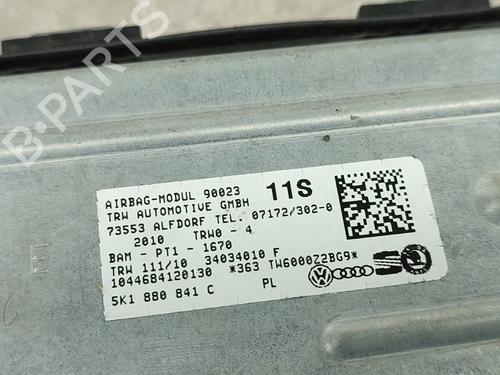 AIRBAG-MODUL 90023 11S
TRW AUTOMOTIVE GMBH
73553 ALFDORF TEL. 07172/302-0
2010 TRW0 - 4
BAM - PT1 - 1670
TRW 111/10 34034010 F
1044684120130 *363 TW6000Z2BG9*
5K1 880 841 C PL
B-PARTS